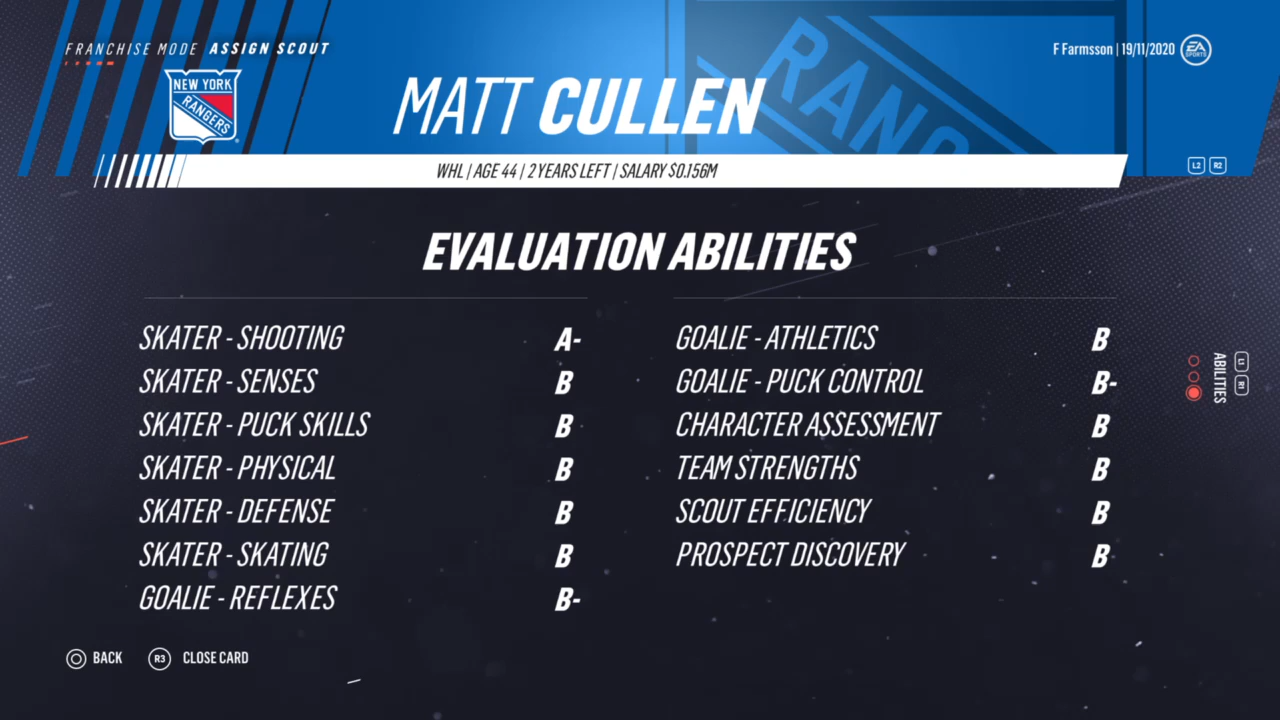 FRANCHISE MODE ASSIGN SCOUT
F Farmsson | 19/11/2020
EA SPORTS
NEW YORK
RANGERS
MATT CULLEN
RANG
WHL | AGE 44 | 2 YEARS LEFT | SALARY $0.156M
L2 R2
EVALUATION ABILITIES
SKATER - SHOOTING A-
SKATER - SENSES B
SKATER - PUCK SKILLS B
SKATER - PHYSICAL B
SKATER - DEFENSE B
SKATER - SKATING B
GOALIE - REFLEXES B-
GOALIE - ATHLETICS B
GOALIE - PUCK CONTROL B-
CHARACTER ASSESSMENT B
TEAM STRENGTHS B
SCOUT EFFICIENCY B
PROSPECT DISCOVERY B
ABILITIES
L1 R1
BACK
R3 CLOSE CARD